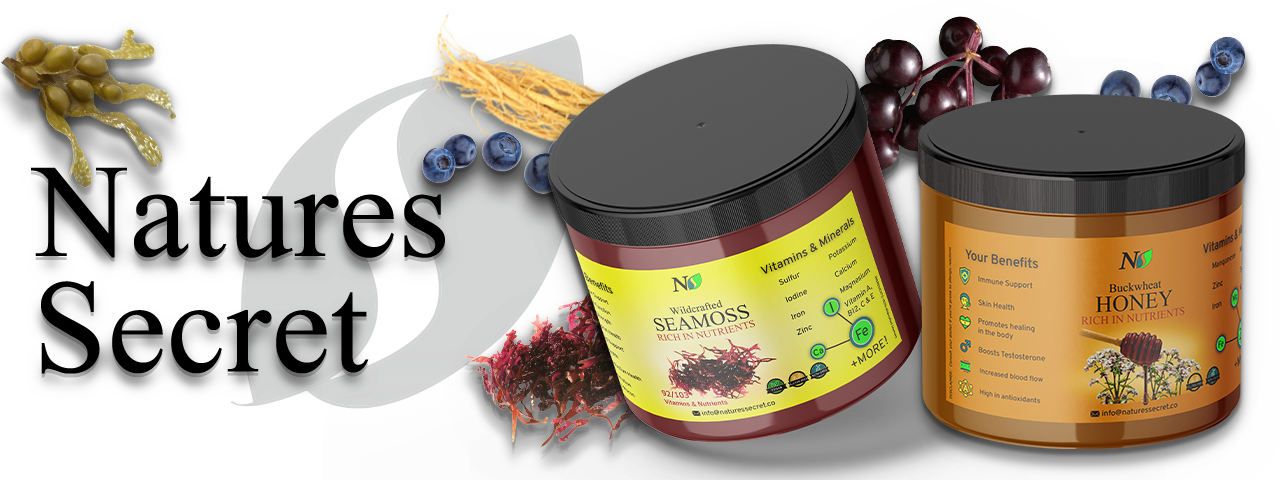 Natures
Secret
Vitamins & Minerals
Sulfur
Potassium
Iodine
Calcium
Iron
Magnesium
Zinc
Vitamin A,
B12, C & E
I
Ca
Fe
+MORE!
NS
Wildcrafted
SEAMOSS
RICH IN NUTRIENTS
92/103
Vitamins & Nutrients
info@naturessecret.co
Your Benefits
Immune Support
Skin Health
Promotes healing
in the body
Boosts Testosterone
Increased blood flow
High in antioxidants
NS
Buckwheat
HONEY
RICH IN NUTRIENTS
info@naturessecret.co
Vitamins &
Manganese
Zinc
Iron